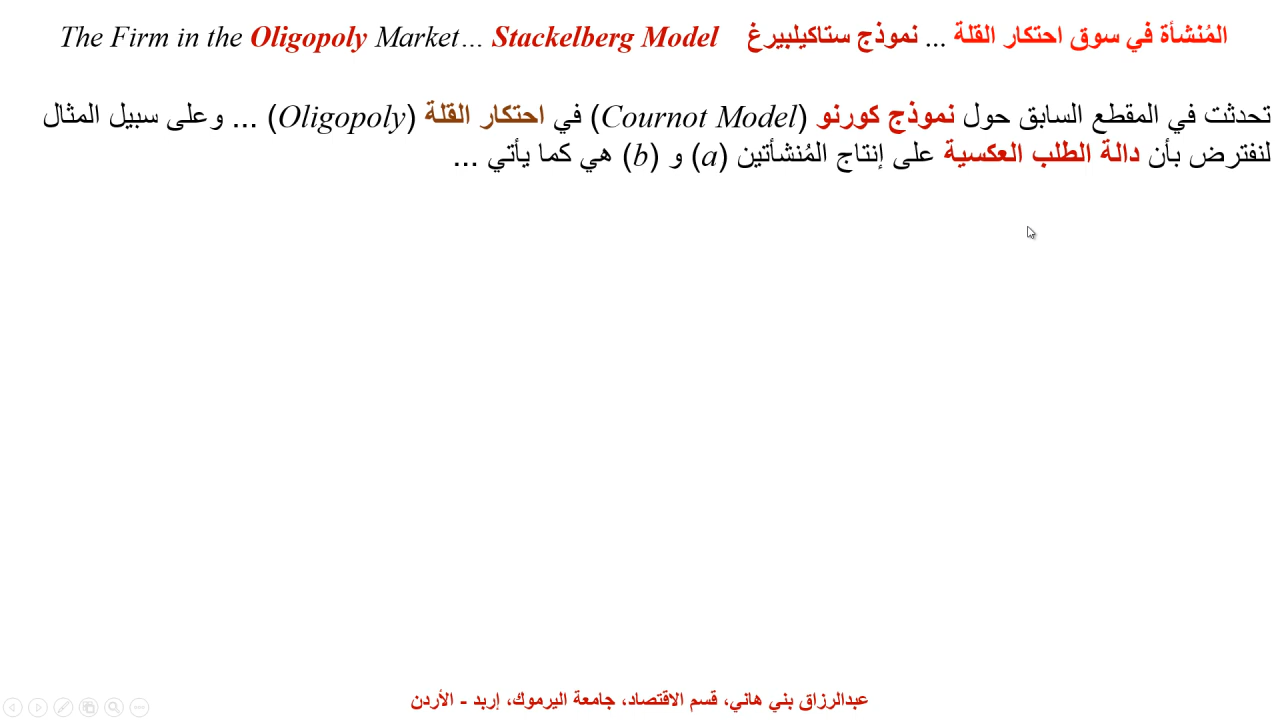 المُنشأة في سوق احتكار القلة ... نموذج ستاكيلبيرغ The Firm in the Oligopoly Market... Stackelberg Model
تحدثت في المقطع السابق حول نموذج كورنو (Cournot Model) في احتكار القلة (Oligopoly) ... وعلى سبيل المثال
لنفترض بأن دالة الطلب العكسية على إنتاج المُنشأتين (a) و (b) هي كما يأتي ...
عبدالرزاق بني هاني، قسم الاقتصاد، جامعة اليرموك، إربد - الأردن